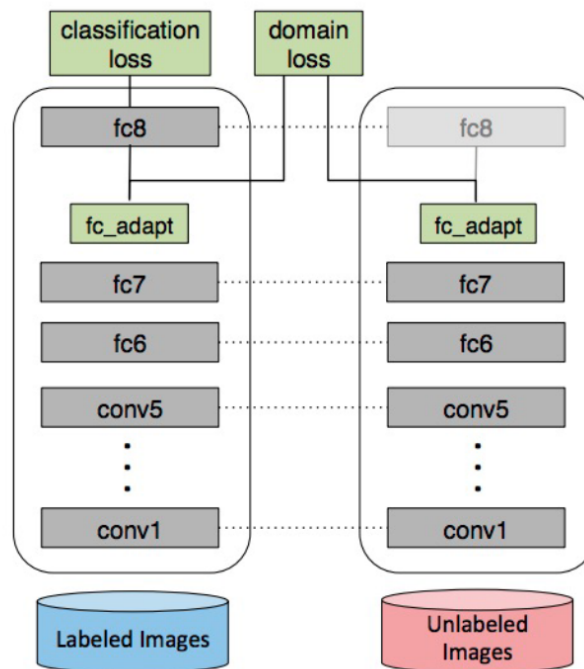 classification
loss
domain
loss
fc8
fc8
fc_adapt
fc_adapt
fc7
fc7
fc6
fc6
conv5
conv5
conv1
conv1
Labeled Images
Unlabeled
Images